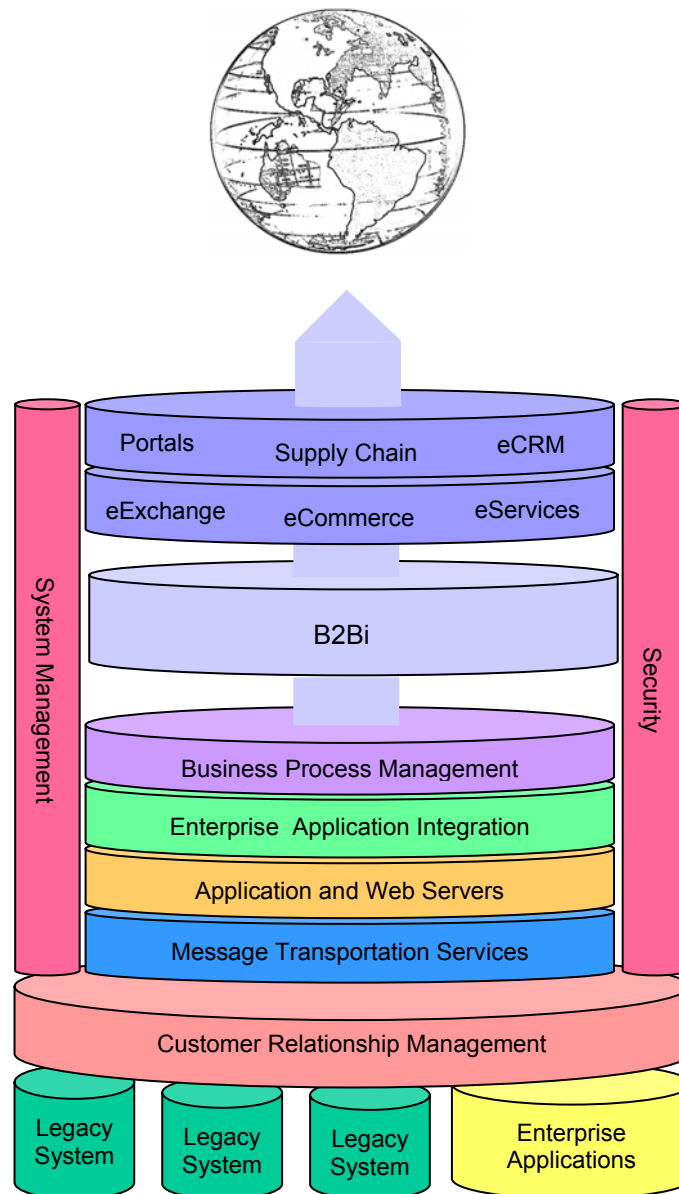 Portals
Supply Chain
eCRM
eExchange
eCommerce
eServices
System Management
B2Bi
Security
Business Process Management
Enterprise Application Integration
Application and Web Servers
Message Transportation Services
Customer Relationship Management
Legacy
System
Legacy
System
Legacy
System
Enterprise
Applications